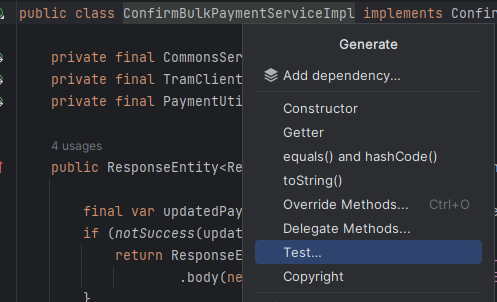 public class ConfirmBulkPaymentServiceImpl implements Confir
Generate
private final CommonsSer
Add dependency...
private final TramClient
private final PaymentUti
Constructor
Getter
4 usages
equals() and hashCode()
public ResponseEntity<Re
toString()
Override Methods... Ctrl+O
final var updatedPay
Delegate Methods...
if (notSuccess(updat
Test...
return ResponseE
.body(ne
Copyright
}